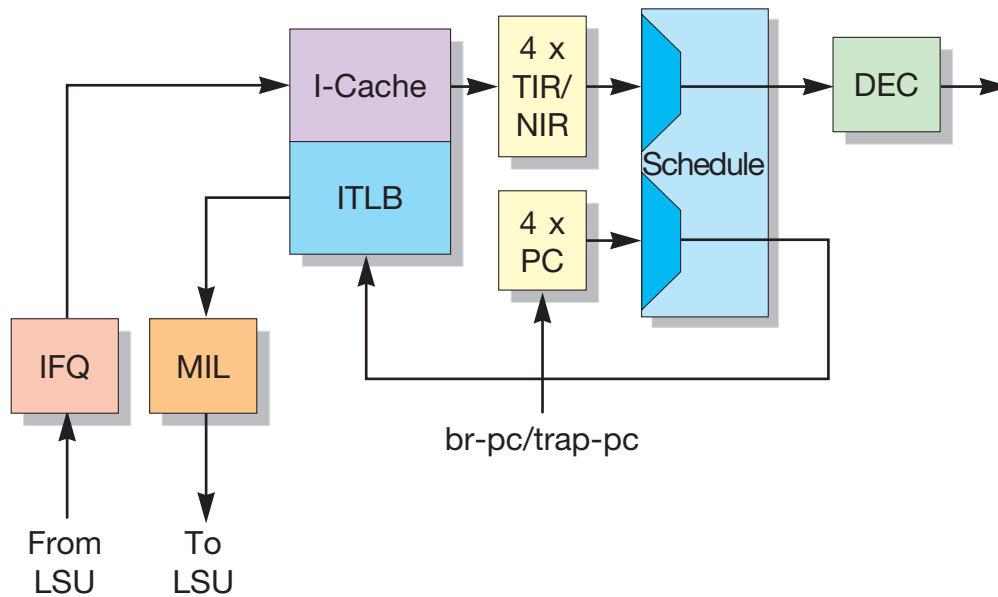 I-Cache
ITLB
4 x
TIR/
NIR
4 x
PC
Schedule
DEC
IFQ
MIL
br-pc/trap-pc
From
LSU
To
LSU